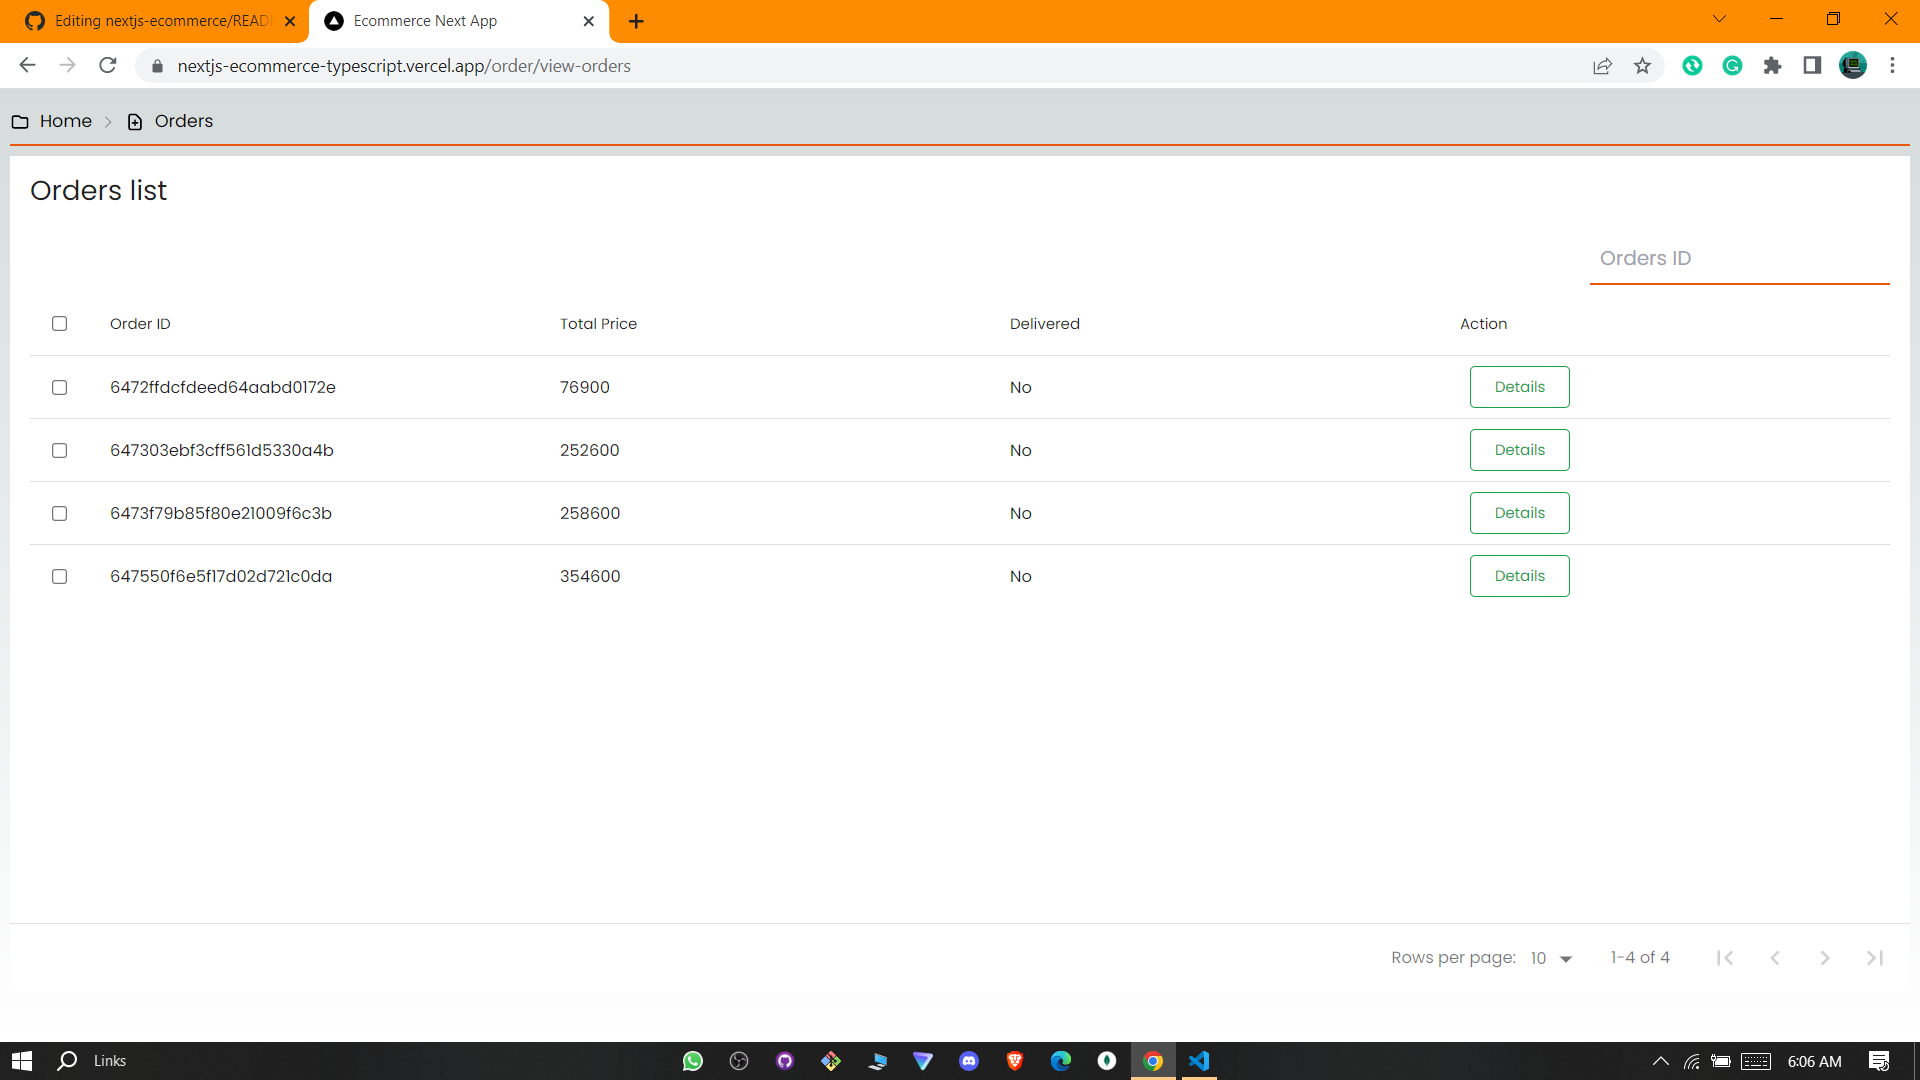 Editing nextjs-ecommerce/READ
Ecommerce Next App
nextjs-ecommerce-typescript.vercel.app/order/view-orders
Home
Orders
Orders list
Orders ID
Order ID
Total Price
Delivered
Action
6472ffdcfdeed64aabd0172e
76900
No
Details
647303ebf3cff561d5330a4b
252600
No
Details
6473f79b85f80e21009f6c3b
258600
No
Details
647550f6e5f17d02d721c0da
354600
No
Details
Rows per page:
10
1-4 of 4
Links
6:06 AM